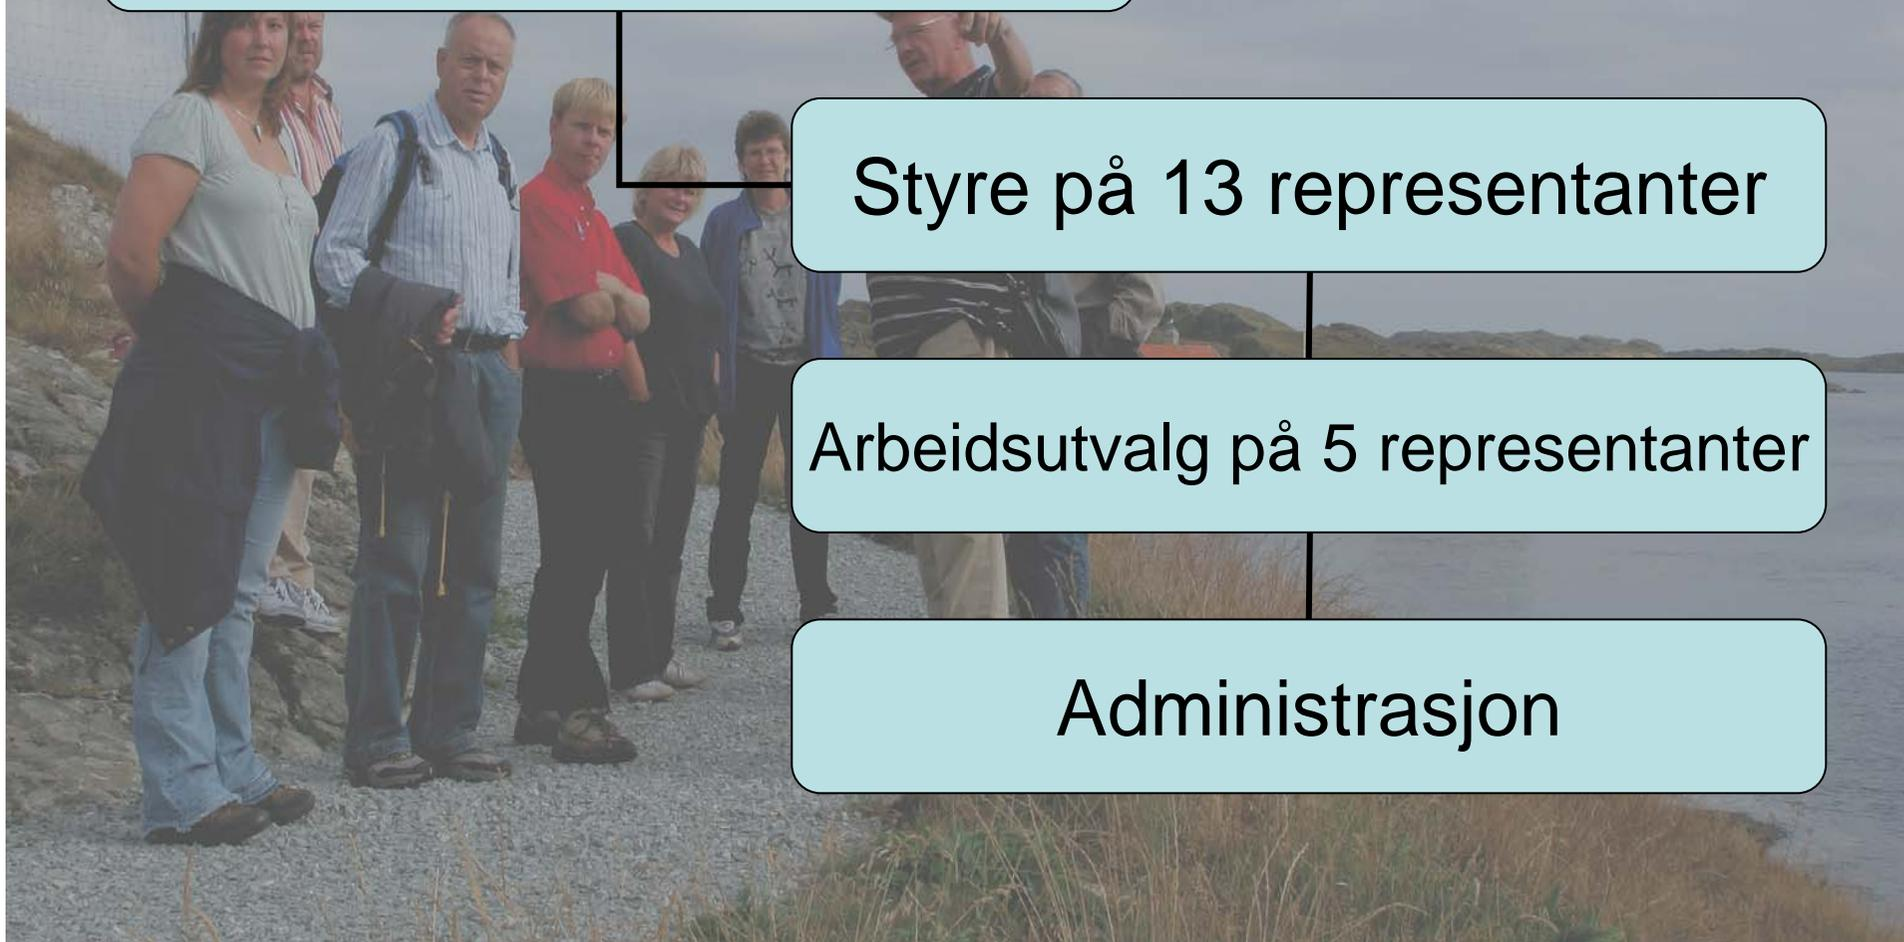 Styre på 13 representanter
Arbeidsutvalg på 5 representanter
Administrasjon